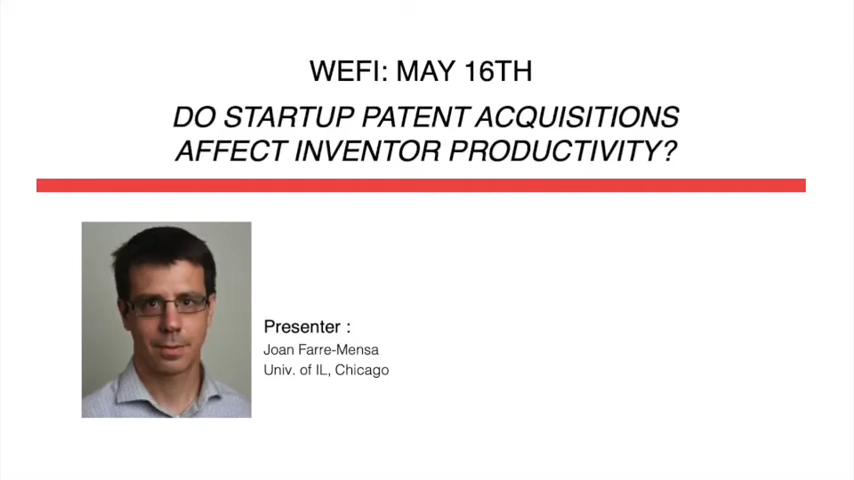 WEFI: MAY 16TH
DO STARTUP PATENT ACQUISITIONS
AFFECT INVENTOR PRODUCTIVITY?
Presenter :
Joan Farre-Mensa
Univ. of IL, Chicago